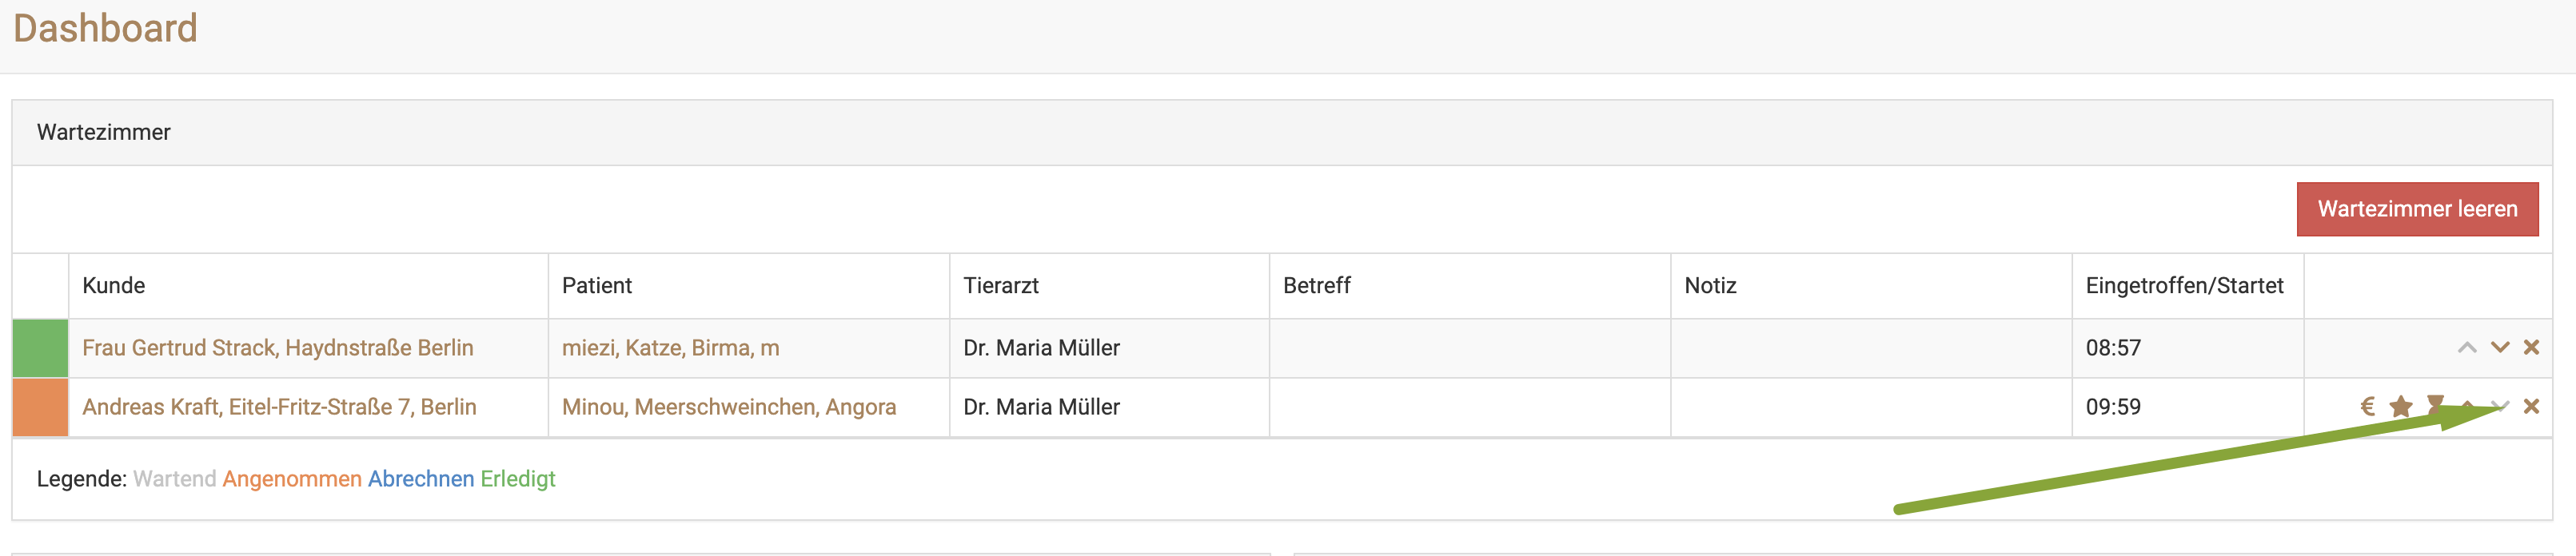 Dashboard
Wartezimmer
Wartezimmer leeren
Kunde Patient Tierarzt Betreff Notiz Eingetroffen/Startet
Frau Gertrud Strack, Haydnstraße Berlin miezi, Katze, Birma, m Dr. Maria Müller 08:57
Andreas Kraft, Eitel-Fritz-Straße 7, Berlin Minou, Meerschweinchen, Angora Dr. Maria Müller 09:59 €
Legende: Wartend Angenommen Abrechnen Erledigt